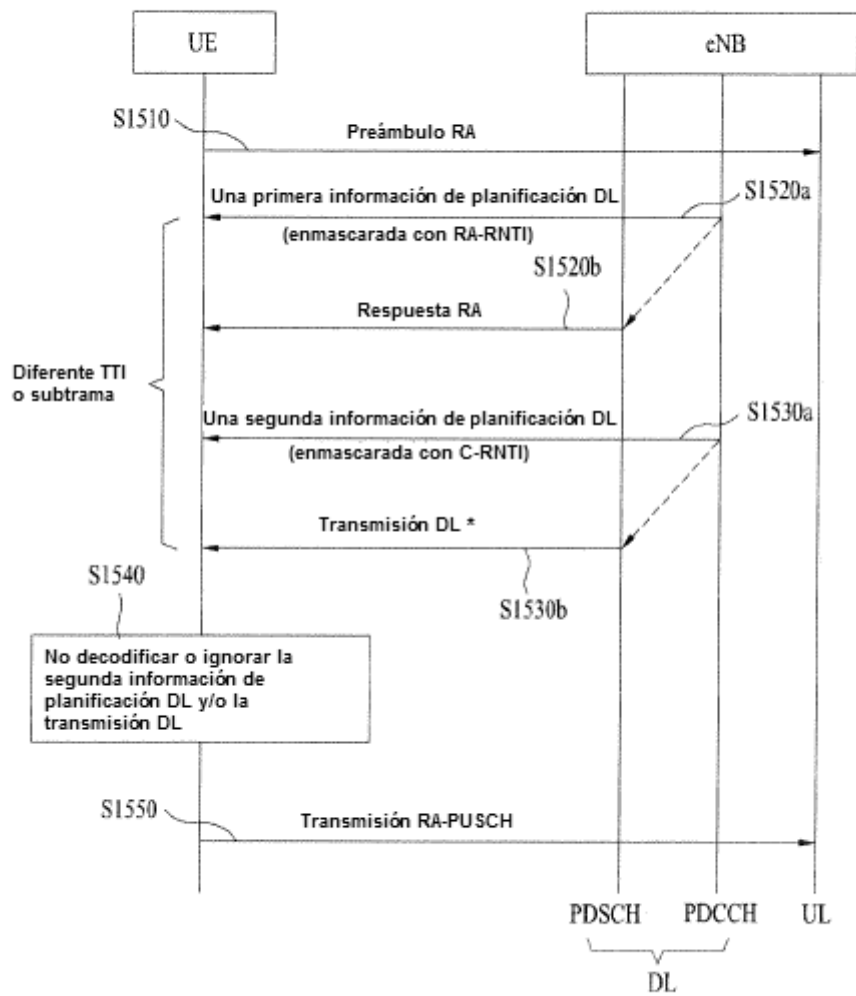 UE
eNB
S1510
Preámbulo RA
Una primera información de planificación DL
S1520a
(enmascarada con RA-RNTI)
S1520b
Respuesta RA
Diferente TTI
o subtrama
Una segunda información de planificación DL
S1530a
(enmascarada con C-RNTI)
Transmisión DL *
S1530b
S1540
No decodificar o ignorar la
segunda información de
planificación DL y/o la
transmisión DL
S1550
Transmisión RA-PUSCH
PDSCH PDCCH UL
DL